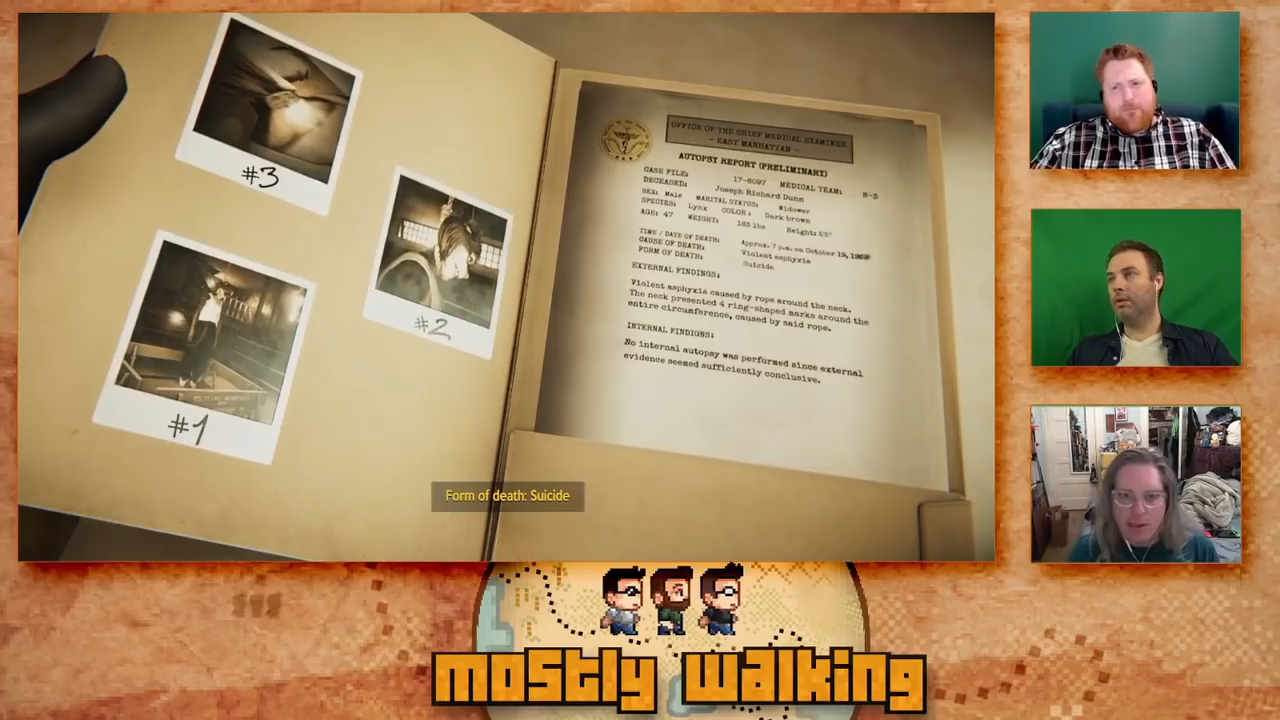 #3
#2
#1
OFFICE OF THE CHIEF MEDICAL EXAMINER
- EAST MANHATTAN -
AUTOPSY REPORT (PRELIMINARY)
CASE FILE: 17-8097 MEDICAL TEAM: B-3
DECEASED: Joseph Richard Dunn
SEX: Male MARITAL STATUS: Widower
SPECIES: Lynx COLOR: Dark brown
AGE: 47 WEIGHT: 165 lbs Height:
TIME / DATE OF DEATH: Approx. 7 p.m. on October 19,
CAUSE OF DEATH: Violent asphyxia
FORM OF DEATH: Suicide
EXTERNAL FINDINGS:
Violent asphyxia caused by rope around the neck.
The neck presented 4 ring-shaped marks around the
entire circumference, caused by said rope.
INTERNAL FINDIGNS:
No internal autopsy was performed since external
evidence seemed sufficiently conclusive.
Form of death: Suicide
mostly walking